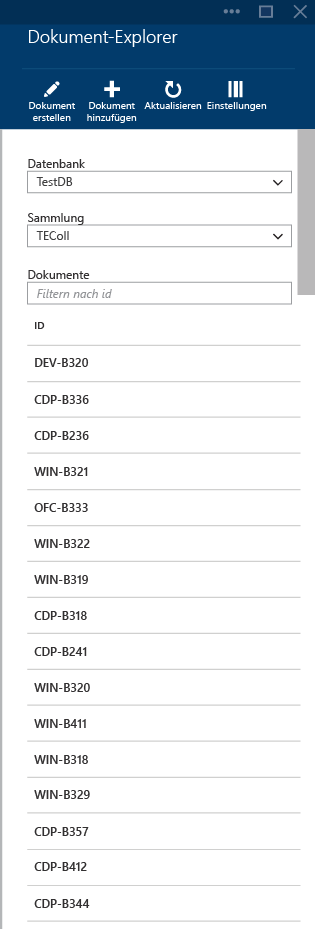 Dokument-Explorer
Dokument erstellen
Dokument hinzufügen
Aktualisieren
Einstellungen
Datenbank
TestDB
Sammlung
TEColl
Dokumente
Filtern nach id
ID
DEV-B320
CDP-B336
CDP-B236
WIN-B321
OFC-B333
WIN-B322
WIN-B319
CDP-B318
CDP-B241
WIN-B320
WIN-B411
WIN-B318
WIN-B329
CDP-B357
CDP-B412
CDP-B344